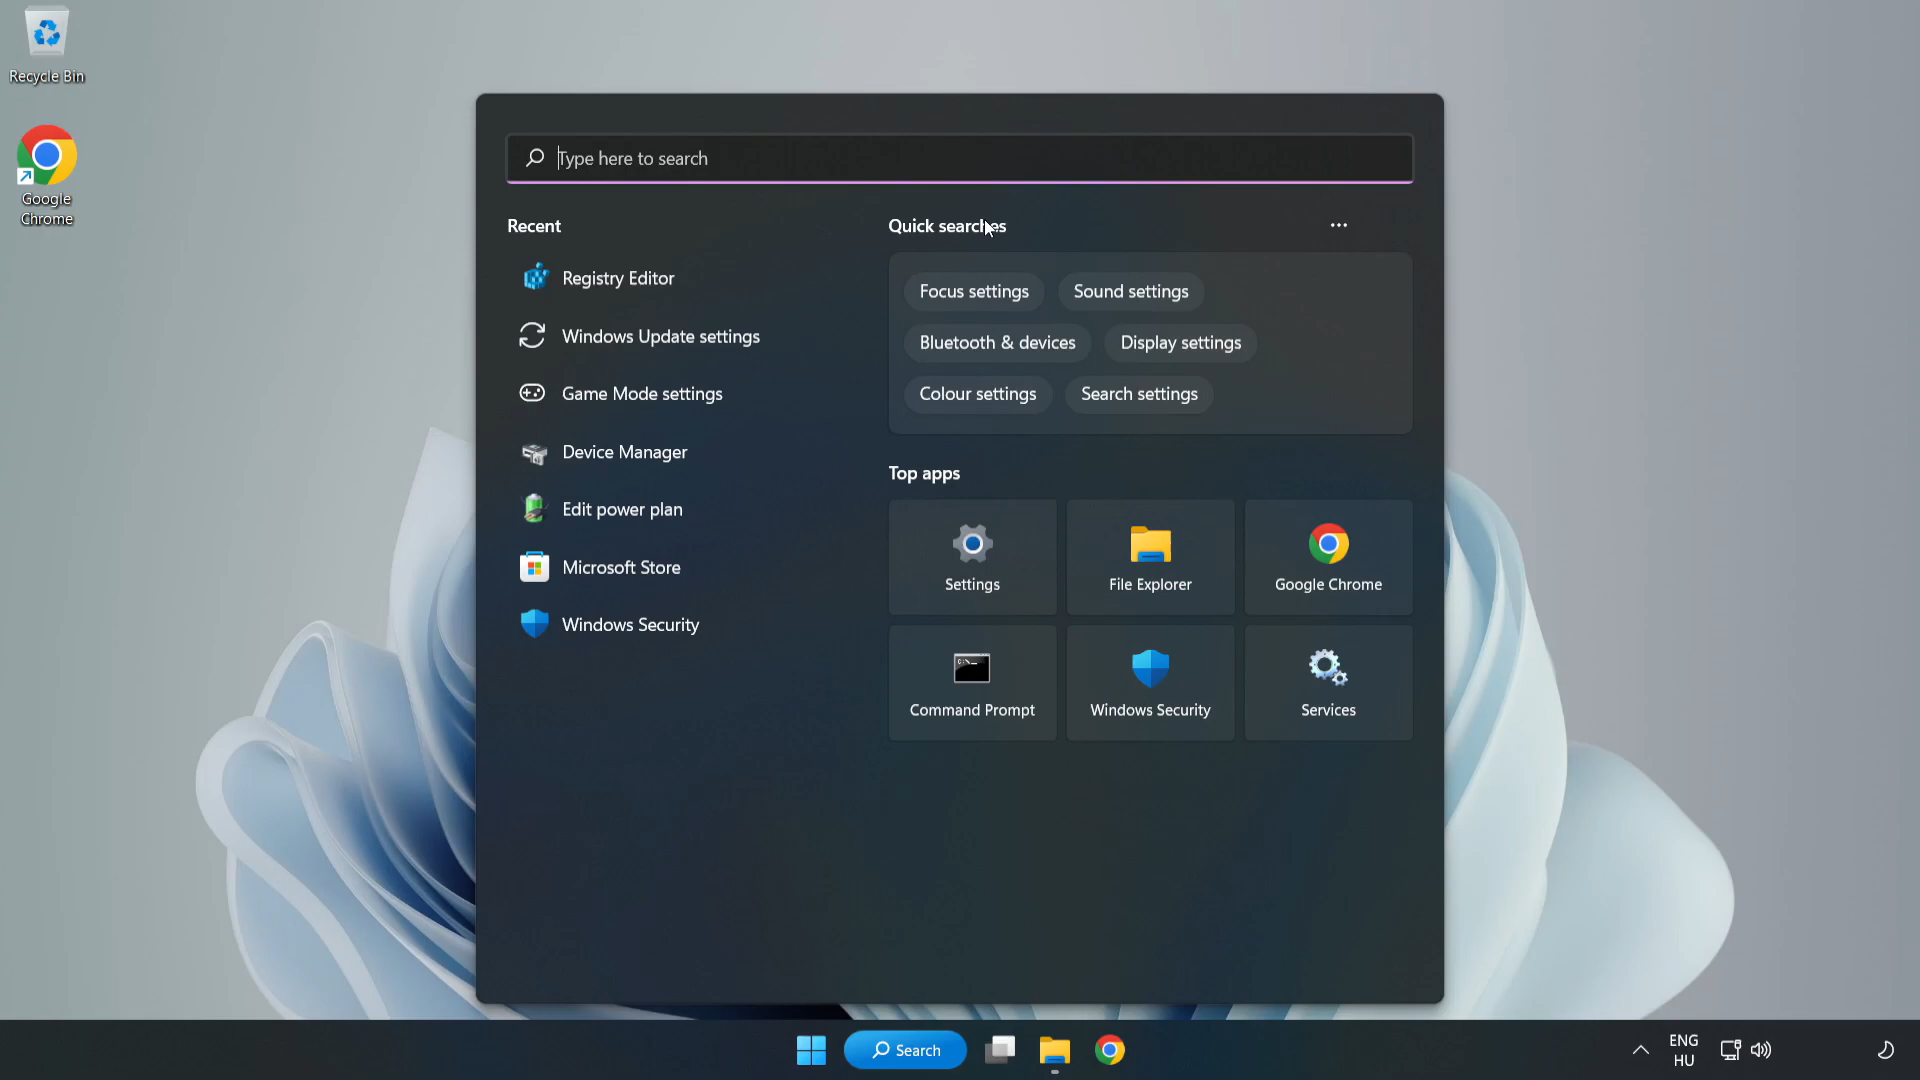 Recycle Bin
Google
Chrome
Type here to search
Recent
Registry Editor
Windows Update settings
Game Mode settings
Device Manager
Edit power plan
Microsoft Store
Windows Security
Quick searches
Focus settings
Sound settings
Bluetooth & devices
Display settings
Colour settings
Search settings
Top apps
Settings
File Explorer
Google Chrome
Command Prompt
Windows Security
Services
Search
ENG
HU